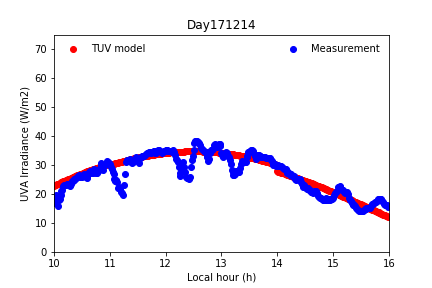 Day171214
TUV model
Measurement
UVA Irradiance (W/m2)
70
60
50
40
30
20
10
0
10 11 12 13 14 15 16
Local hour (h)